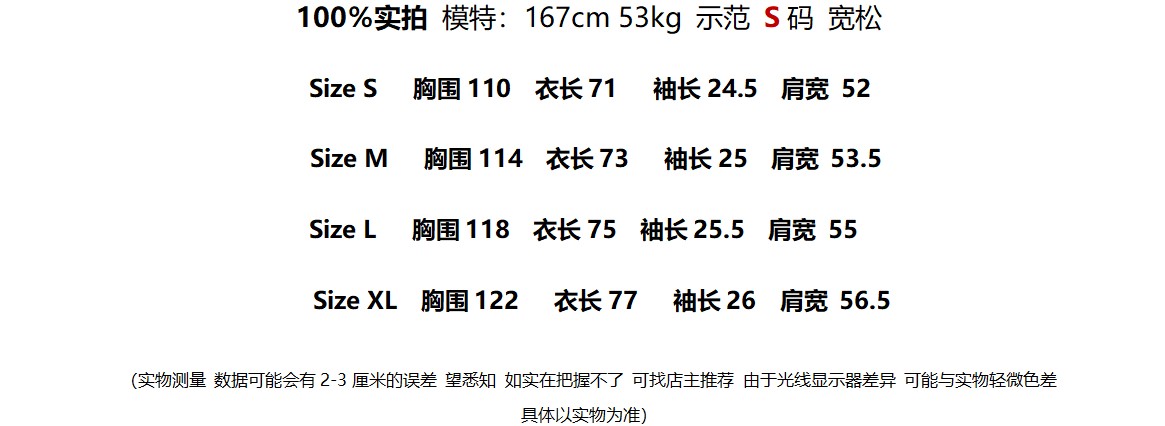 100%实拍 模特：167cm 53kg 示范 S 码 宽松
Size S 胸围 110 衣长 71 袖长 24.5 肩宽 52
Size M 胸围 114 衣长 73 袖长 25 肩宽 53.5
Size L 胸围 118 衣长 75 袖长 25.5 肩宽 55
Size XL 胸围 122 衣长 77 袖长 26 肩宽 56.5
(实物测量 数据可能会有 2-3 厘米的误差 望悉知 如实在把握不了 可找店主推荐 由于光线显示器差异 可能与实物轻微色差
具体以实物为准)